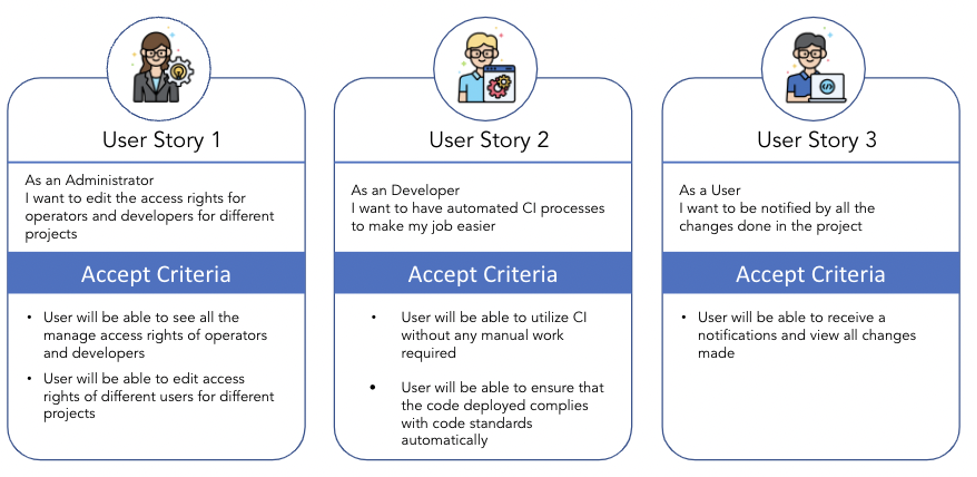 User Story 1
As an Administrator
I want to edit the access rights for
operators and developers for different
projects
Accept Criteria
• User will be able to see all the
manage access rights of operators
and developers
• User will be able to edit access
rights of different users for different
projects
User Story 2
As an Developer
I want to have automated CI processes
to make my job easier
Accept Criteria
• User will be able to utilize CI
without any manual work
required
• User will be able to ensure that
the code deployed complies
with code standards
automatically
User Story 3
As a User
I want to be notified by all the
changes done in the project
Accept Criteria
• User will be able to receive a
notifications and view all changes
made